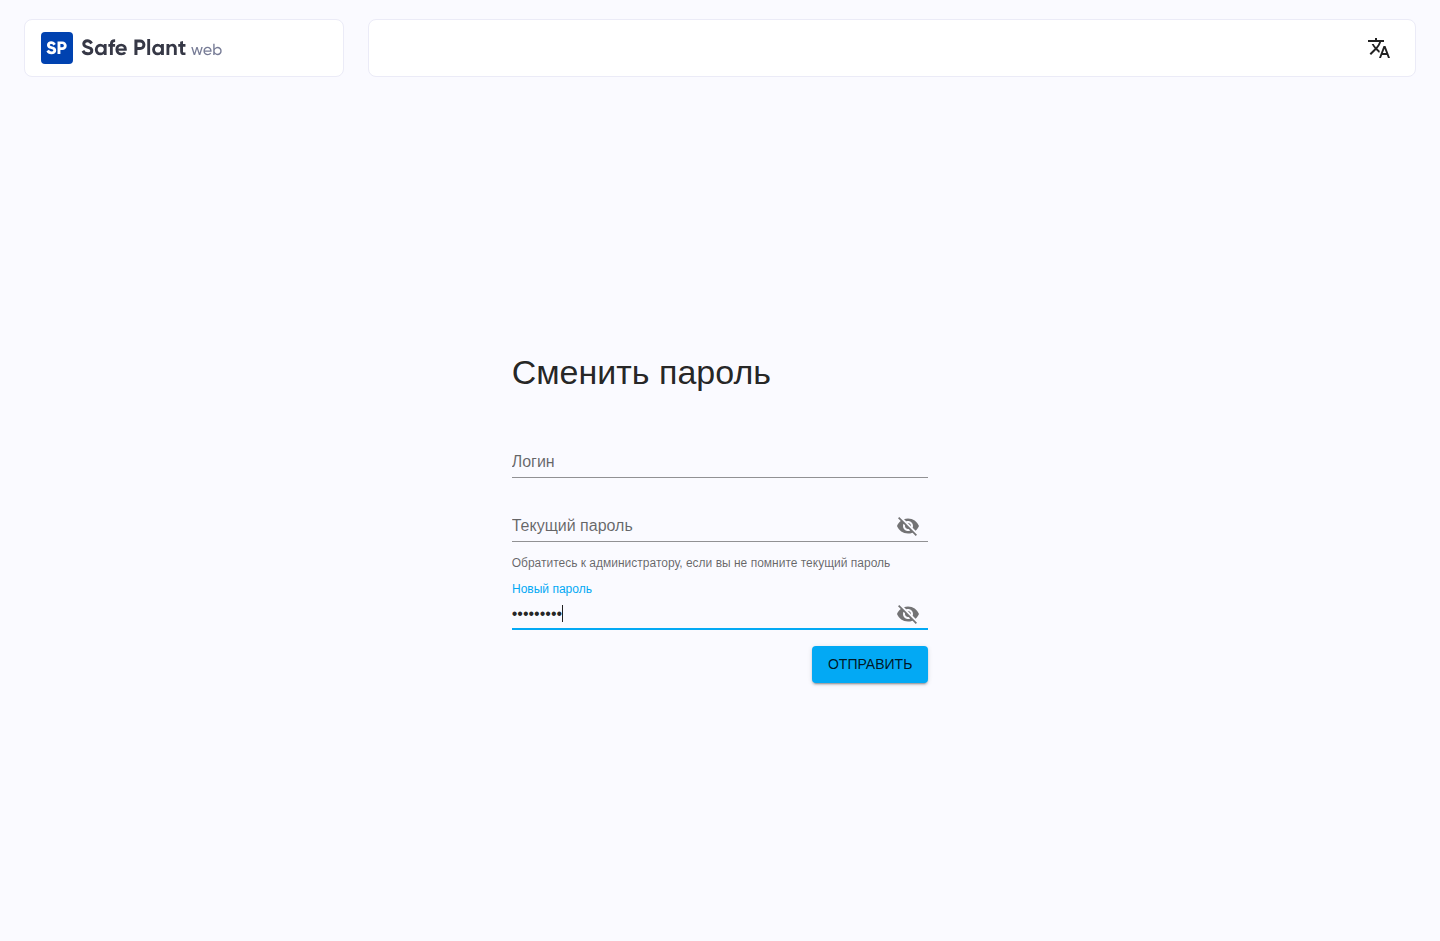 SP Safe Plant web
Сменить пароль
Логин
Текущий пароль
Обратитесь к администратору, если вы не помните текущий пароль
Новый пароль
•••••••••
ОТПРАВИТЬ